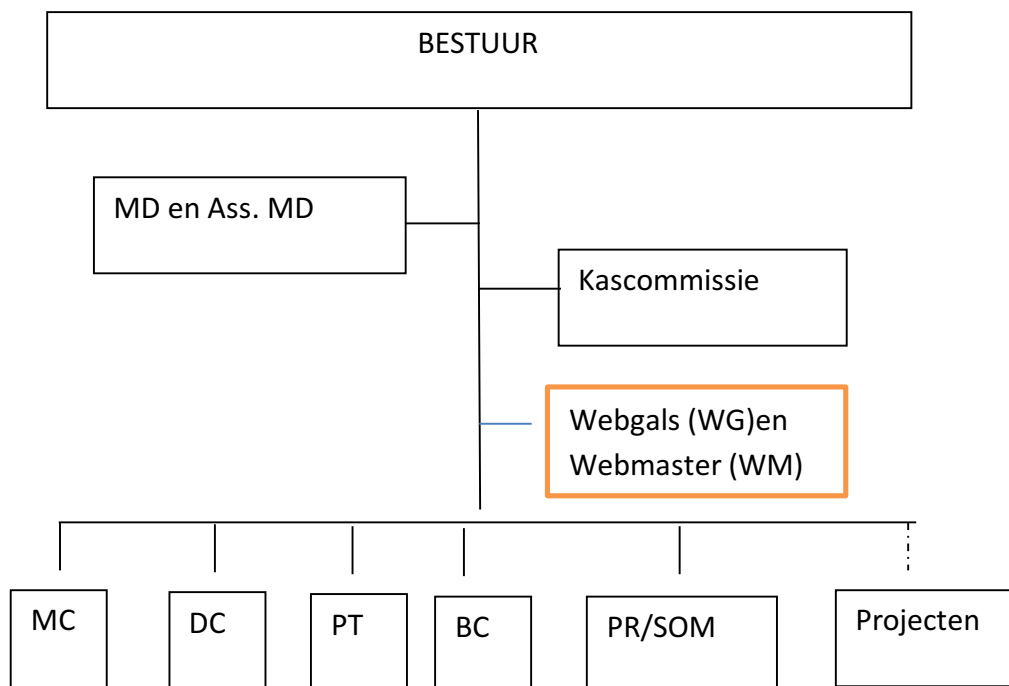 BESTUUR
MD en Ass. MD
Kascommissie
Webgals (WG)en
Webmaster (WM)
MC
DC
PT
BC
PR/SOM
Projecten